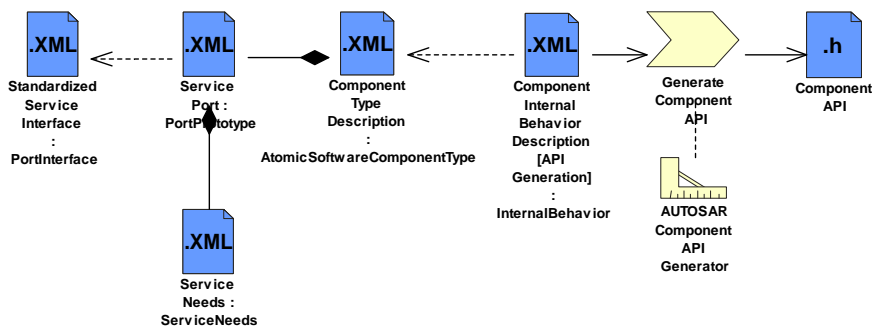 .XML
Standardized
Service
Interface
:
PortInterface
.XML
Service
Port :
PortPrototype
.XML
Component
Type
Description
:
AtomicSoftwareComponentType
.XML
Component
Internal
Behavior
Description
[API
Generation]
:
InternalBehavior
Generate
Component
API
.h
Component
API
AUTOSAR
Component
API
Generator
.XML
Service
Needs :
ServiceNeeds